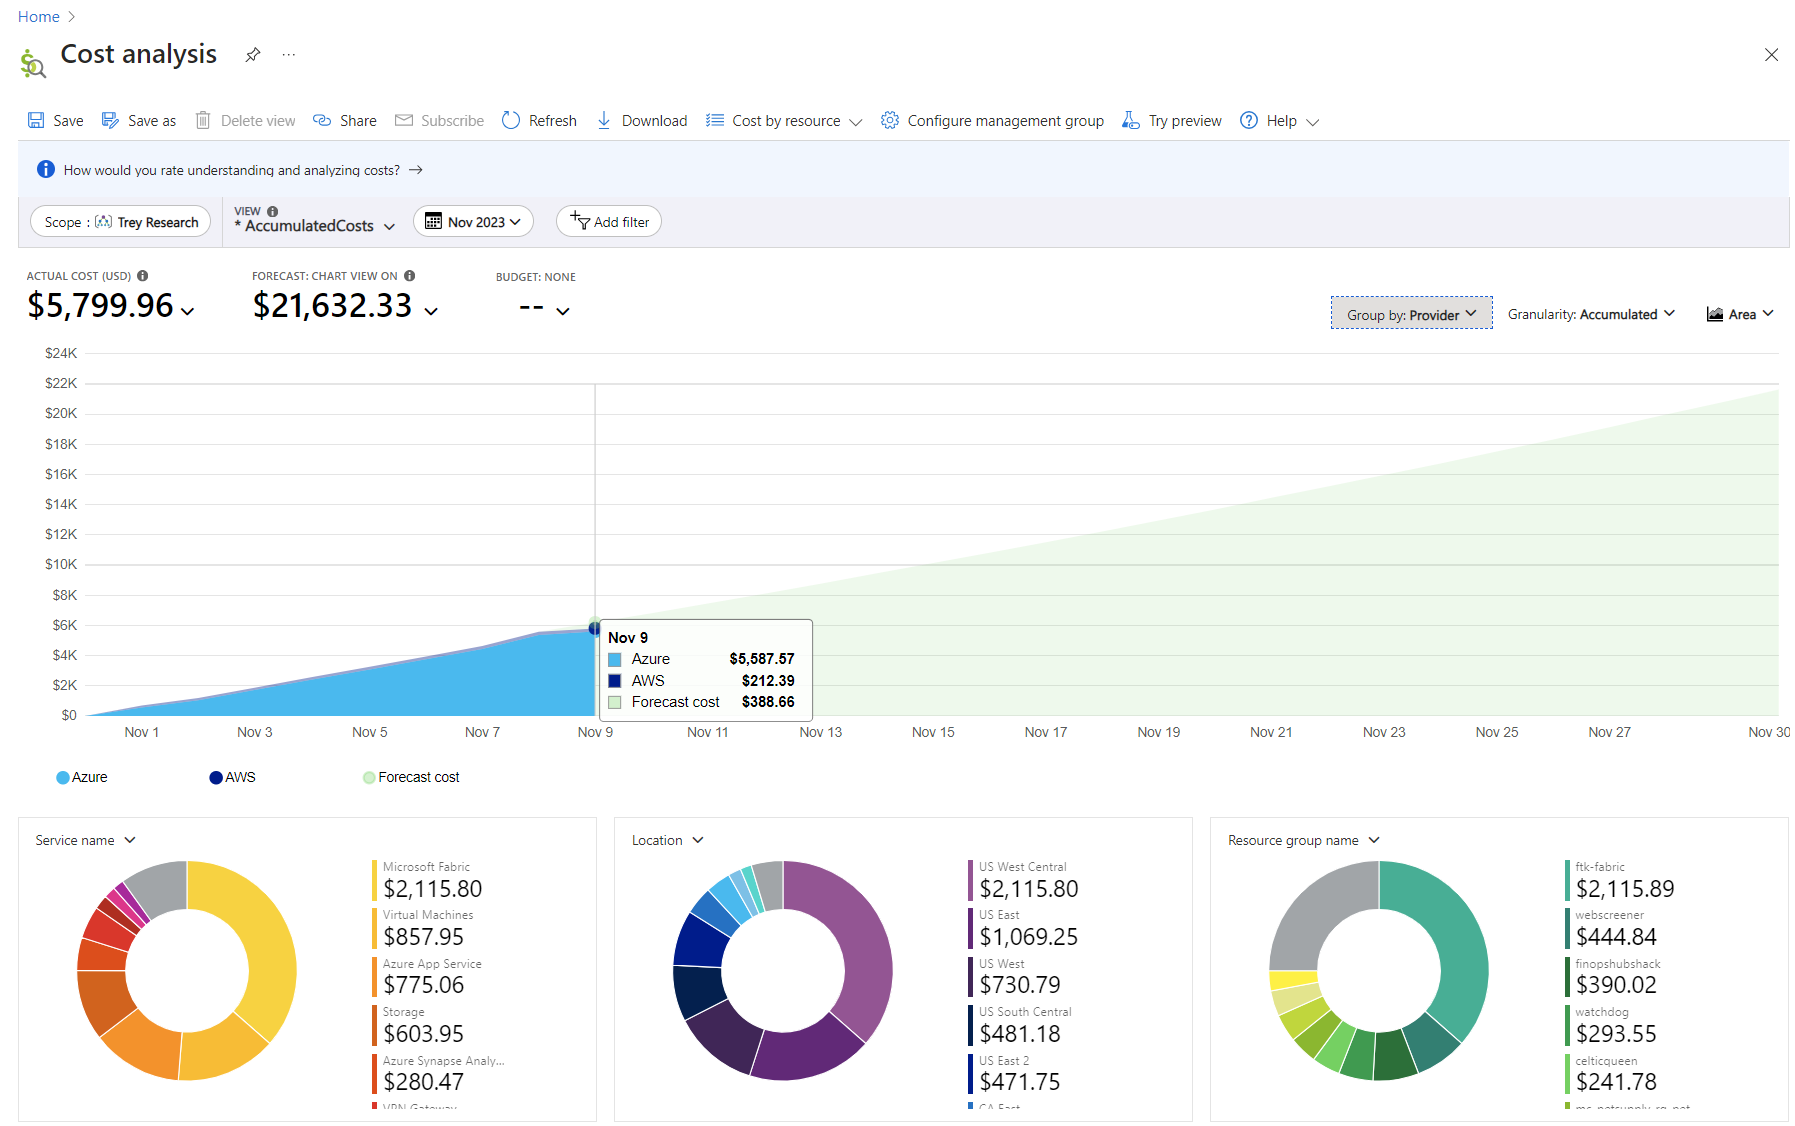 Home
Cost analysis
Save Save as Delete view Share Subscribe Refresh Download Cost by resource Configure management group Try preview Help
How would you rate understanding and analyzing costs?
Scope : Trey Research
VIEW
* AccumulatedCosts
Nov 2023
Add filter
ACTUAL COST (USD)
$5,799.96
FORECAST: CHART VIEW ON
$21,632.33
BUDGET: NONE
--
Group by: Provider Granularity: Accumulated Area
$24K
$22K
$20K
$18K
$16K
$14K
$12K
$10K
$8K
$6K
$4K
$2K
$0
Nov 9
Azure $5,587.57
AWS $212.39
Forecast cost $388.66
Nov 1 Nov 3 Nov 5 Nov 7 Nov 9 Nov 11 Nov 13 Nov 15 Nov 17 Nov 19 Nov 21 Nov 23 Nov 25 Nov 27 Nov 30
Azure AWS Forecast cost
Service name
Microsoft Fabric
$2,115.80
Virtual Machines
$857.95
Azure App Service
$775.06
Storage
$603.95
Azure Synapse Analy...
$280.47
VPN Gateway
Location
US West Central
$2,115.80
US East
$1,069.25
US West
$730.79
US South Central
$481.18
US East 2
$471.75
CA East
Resource group name
ftk-fabric
$2,115.89
webscreener
$444.84
finopshubshack
$390.02
watchdog
$293.55
celticqueen
$241.78